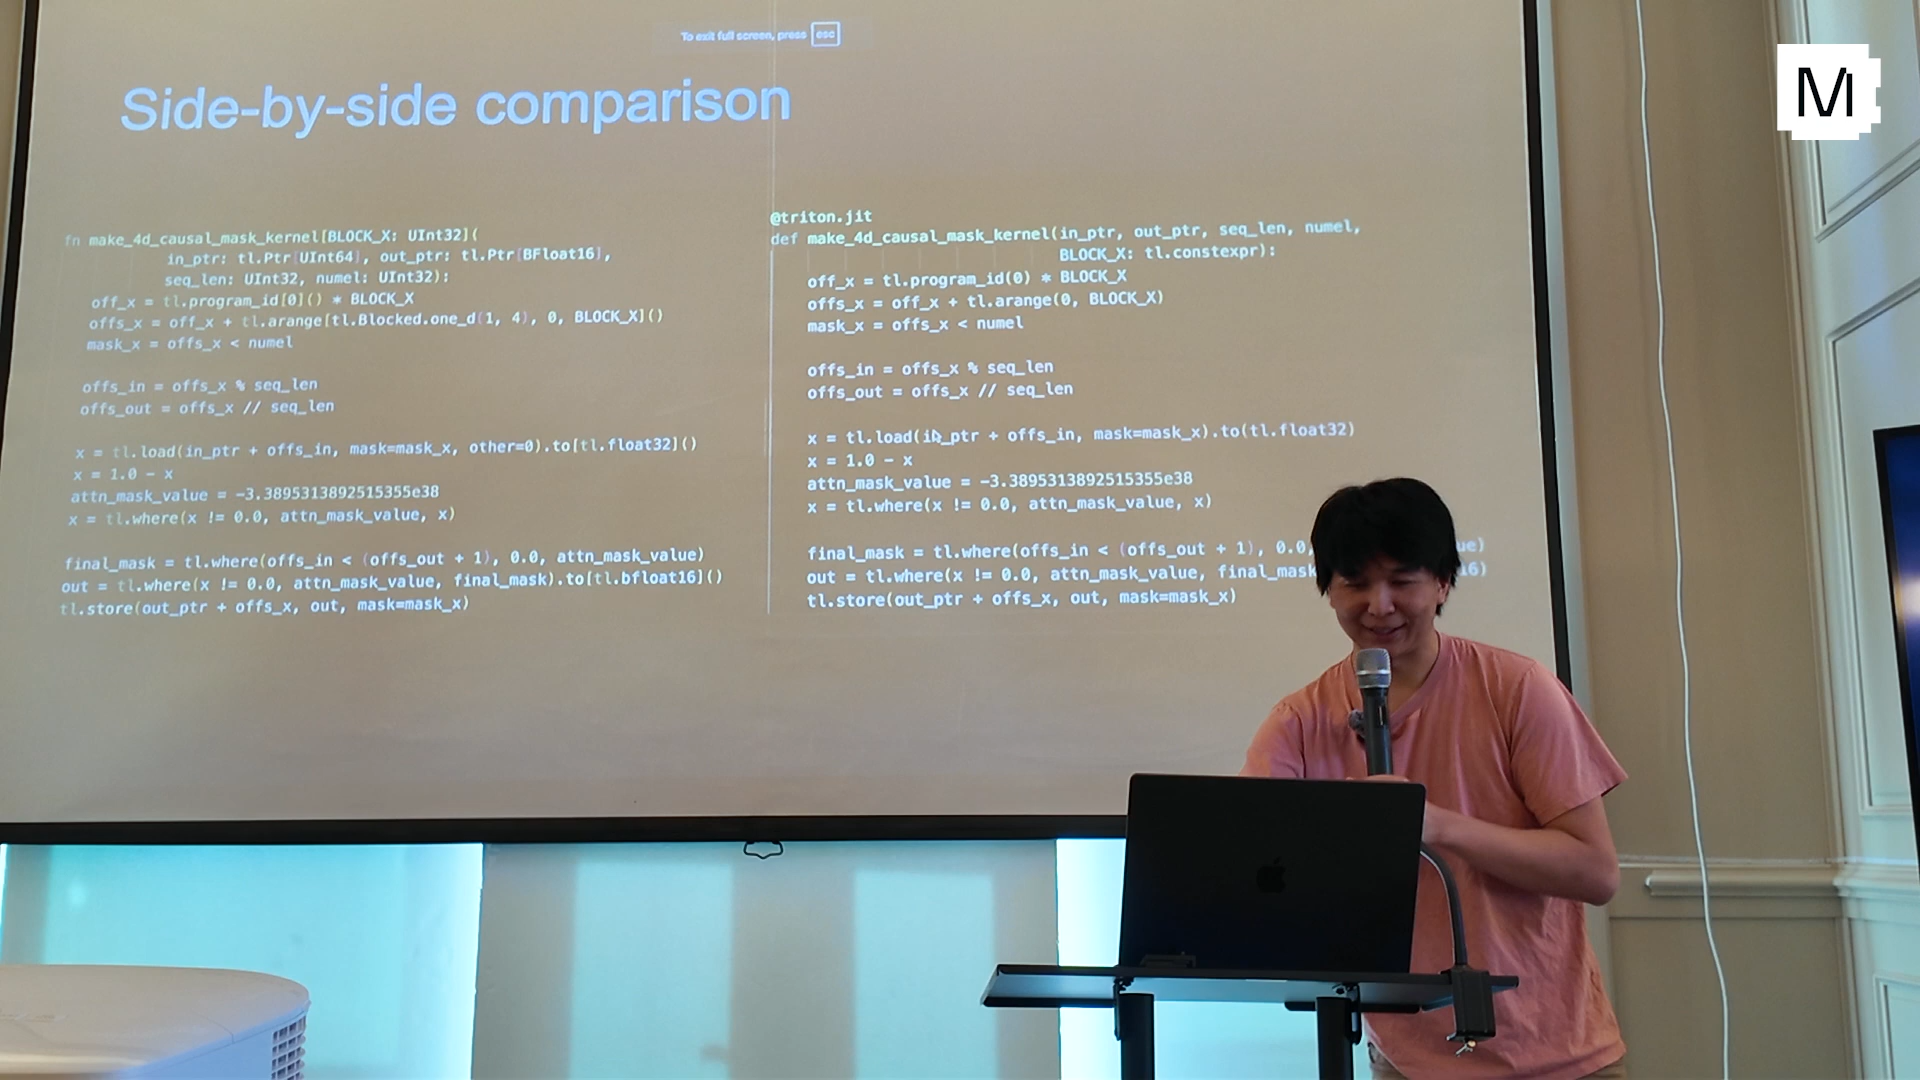 To exit full screen, press esc
M
Side-by-side comparison
fn make_4d_causal_mask_kernel[BLOCK_X: UInt32](
in_ptr: tl.Ptr[UInt64], out_ptr: tl.Ptr[BFloat16],
seq_len: UInt32, numel: UInt32):
off_x = tl.program_id[0]() * BLOCK_X
offs_x = off_x + tl.arange[tl.Blocked.one_d(1, 4), 0, BLOCK_X]()
mask_x = offs_x < numel
offs_in = offs_x % seq_len
offs_out = offs_x // seq_len
x = tl.load(in_ptr + offs_in, mask=mask_x, other=0).to[tl.float32]()
x = 1.0 - x
attn_mask_value = -3.3895313892515355e38
x = tl.where(x != 0.0, attn_mask_value, x)
final_mask = tl.where(offs_in < (offs_out + 1), 0.0, attn_mask_value)
out = tl.where(x != 0.0, attn_mask_value, final_mask).to[tl.bfloat16]()
tl.store(out_ptr + offs_x, out, mask=mask_x)
@triton.jit
def make_4d_causal_mask_kernel(in_ptr, out_ptr, seq_len, numel,
BLOCK_X: tl.constexpr):
off_x = tl.program_id(0) * BLOCK_X
offs_x = off_x + tl.arange(0, BLOCK_X)
mask_x = offs_x < numel
offs_in = offs_x % seq_len
offs_out = offs_x // seq_len
x = tl.load(in_ptr + offs_in, mask=mask_x).to(tl.float32)
x = 1.0 - x
attn_mask_value = -3.3895313892515355e38
x = tl.where(x != 0.0, attn_mask_value, x)
final_mask = tl.where(offs_in < (offs_out + 1), 0.0, ue)
out = tl.where(x != 0.0, attn_mask_value, final_mask 16)
tl.store(out_ptr + offs_x, out, mask=mask_x)